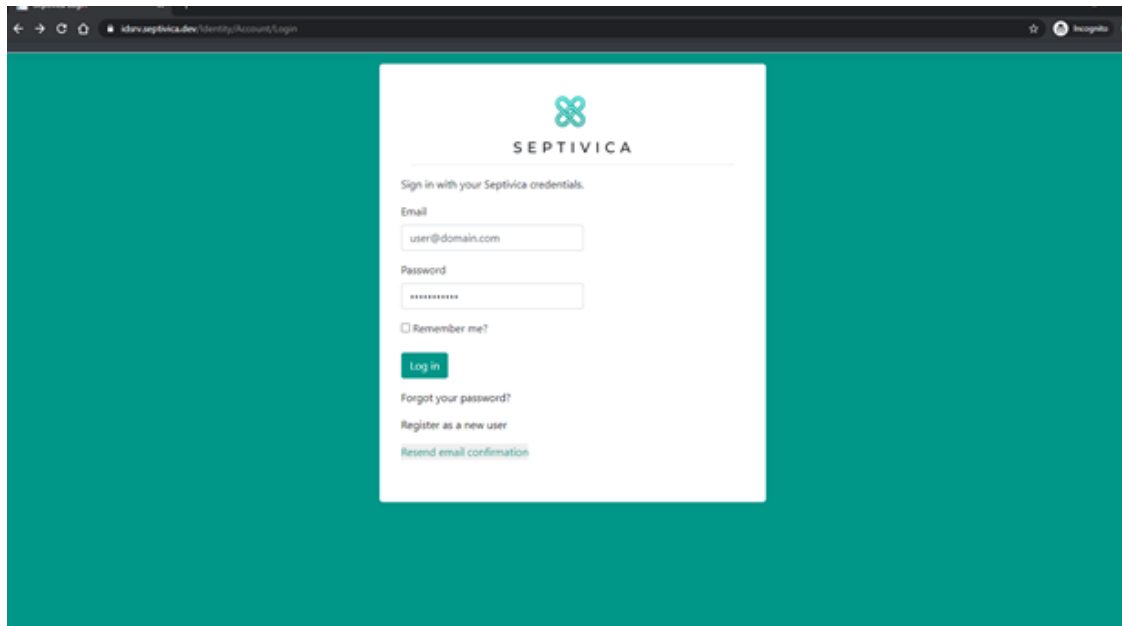 idsrv.septivica.dev/Identity/Account/Login
Incognito
SEPTIVICA
Sign in with your Septivica credentials.
Email
user@domain.com
Password
Remember me?
Log in
Forgot your password?
Register as a new user
Resend email confirmation